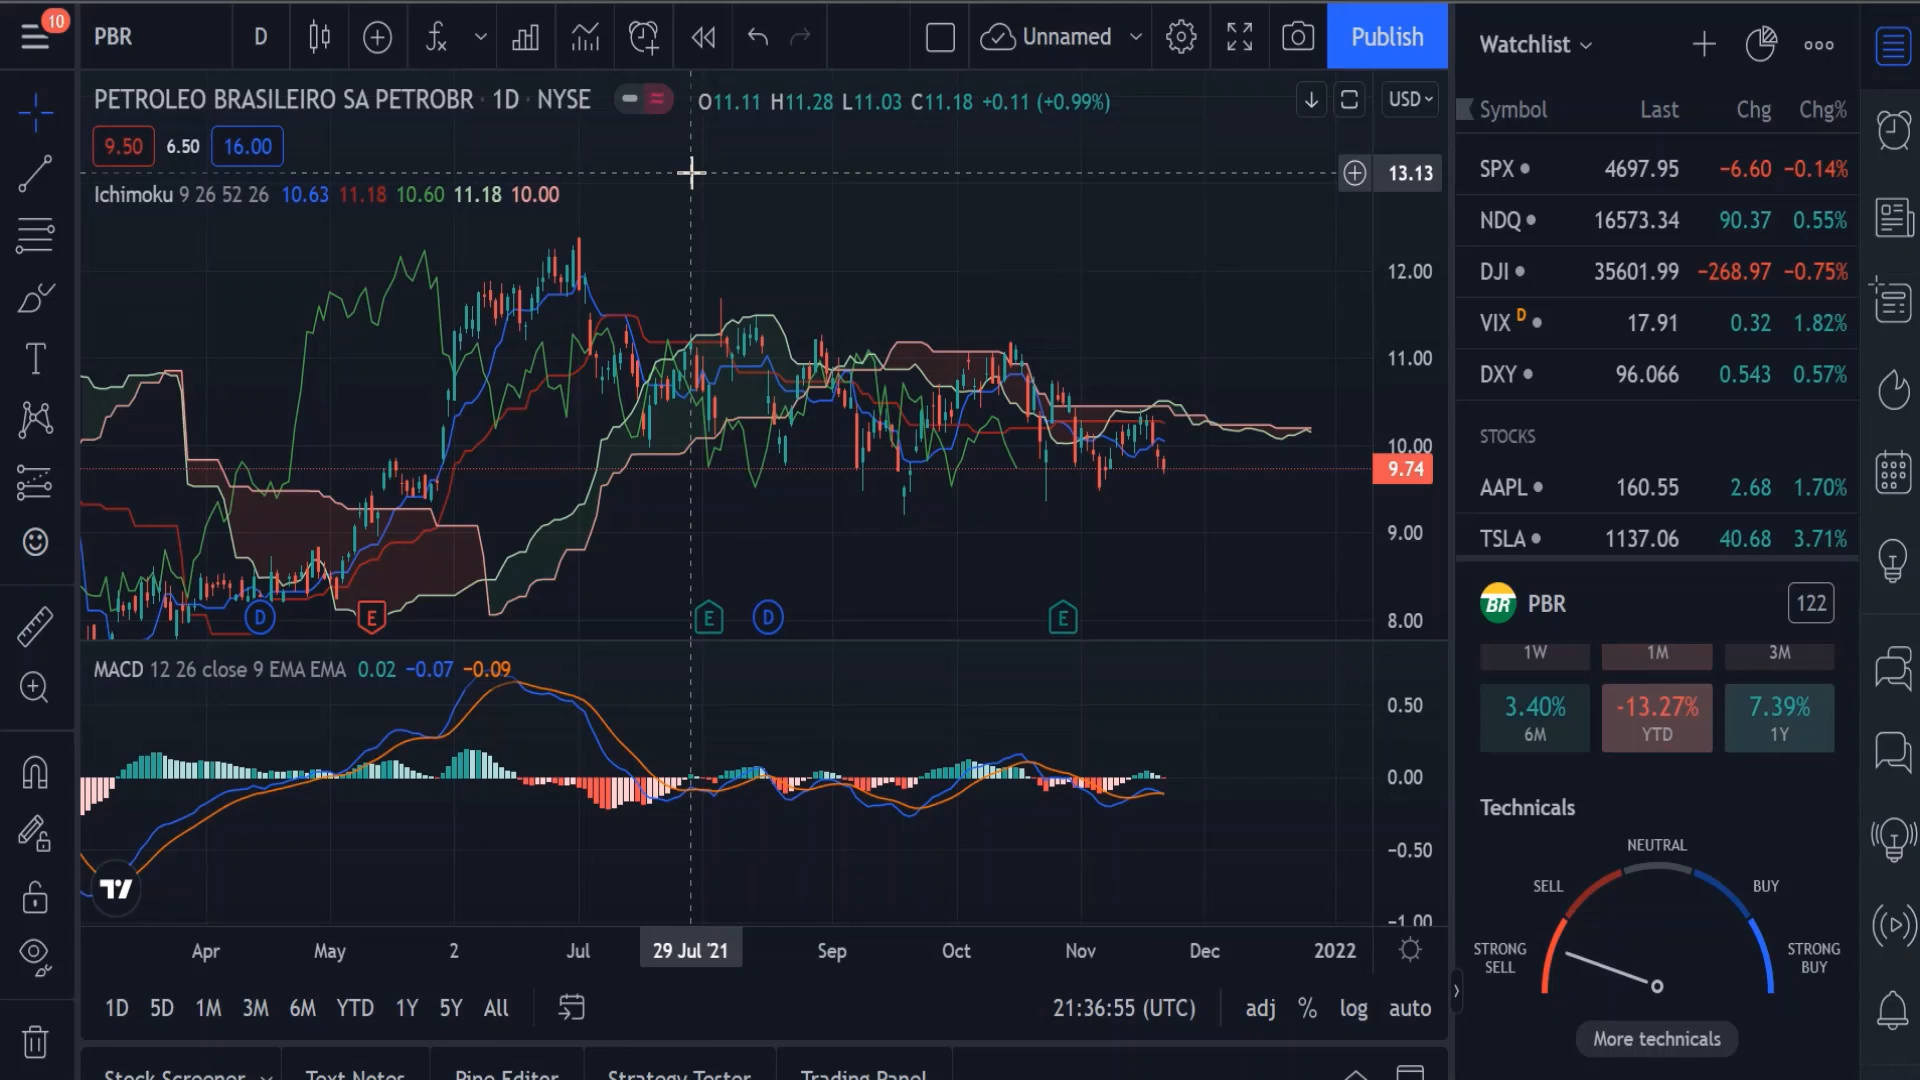 10
PBR
D
Unnamed
Publish
PETROLEO BRASILEIRO SA PETROBR · 1D · NYSE
O11.11 H11.28 L11.03 C11.18 +0.11 (+0.99%)
USD
9.50 6.50 16.00
Ichimoku 9 26 52 26 10.63 11.18 10.60 11.18 10.00
13.13
12.00
11.00
10.00
9.74
9.00
8.00
D
E
E
D
E
MACD 12 26 close 9 EMA EMA 0.02 −0.07 −0.09
0.50
0.00
−0.50
−1.00
Apr May 2 Jul 29 Jul '21 Sep Oct Nov Dec 2022
1D 5D 1M 3M 6M YTD 1Y 5Y All
21:36:55 (UTC) adj % log auto
Stock Screener Text Notes Pine Editor Strategy Tester Trading Panel
Watchlist
Symbol Last Chg Chg%
SPX 4697.95 −6.60 −0.14%
NDQ 16573.34 90.37 0.55%
DJI 35601.99 −268.97 −0.75%
VIX D 17.91 0.32 1.82%
DXY 96.066 0.543 0.57%
STOCKS
AAPL 160.55 2.68 1.70%
TSLA 1137.06 40.68 3.71%
BR PBR 122
1W 1M 3M
3.40% -13.27% 7.39%
6M YTD 1Y
Technicals
NEUTRAL
SELL BUY
STRONG SELL
STRONG BUY
More technicals